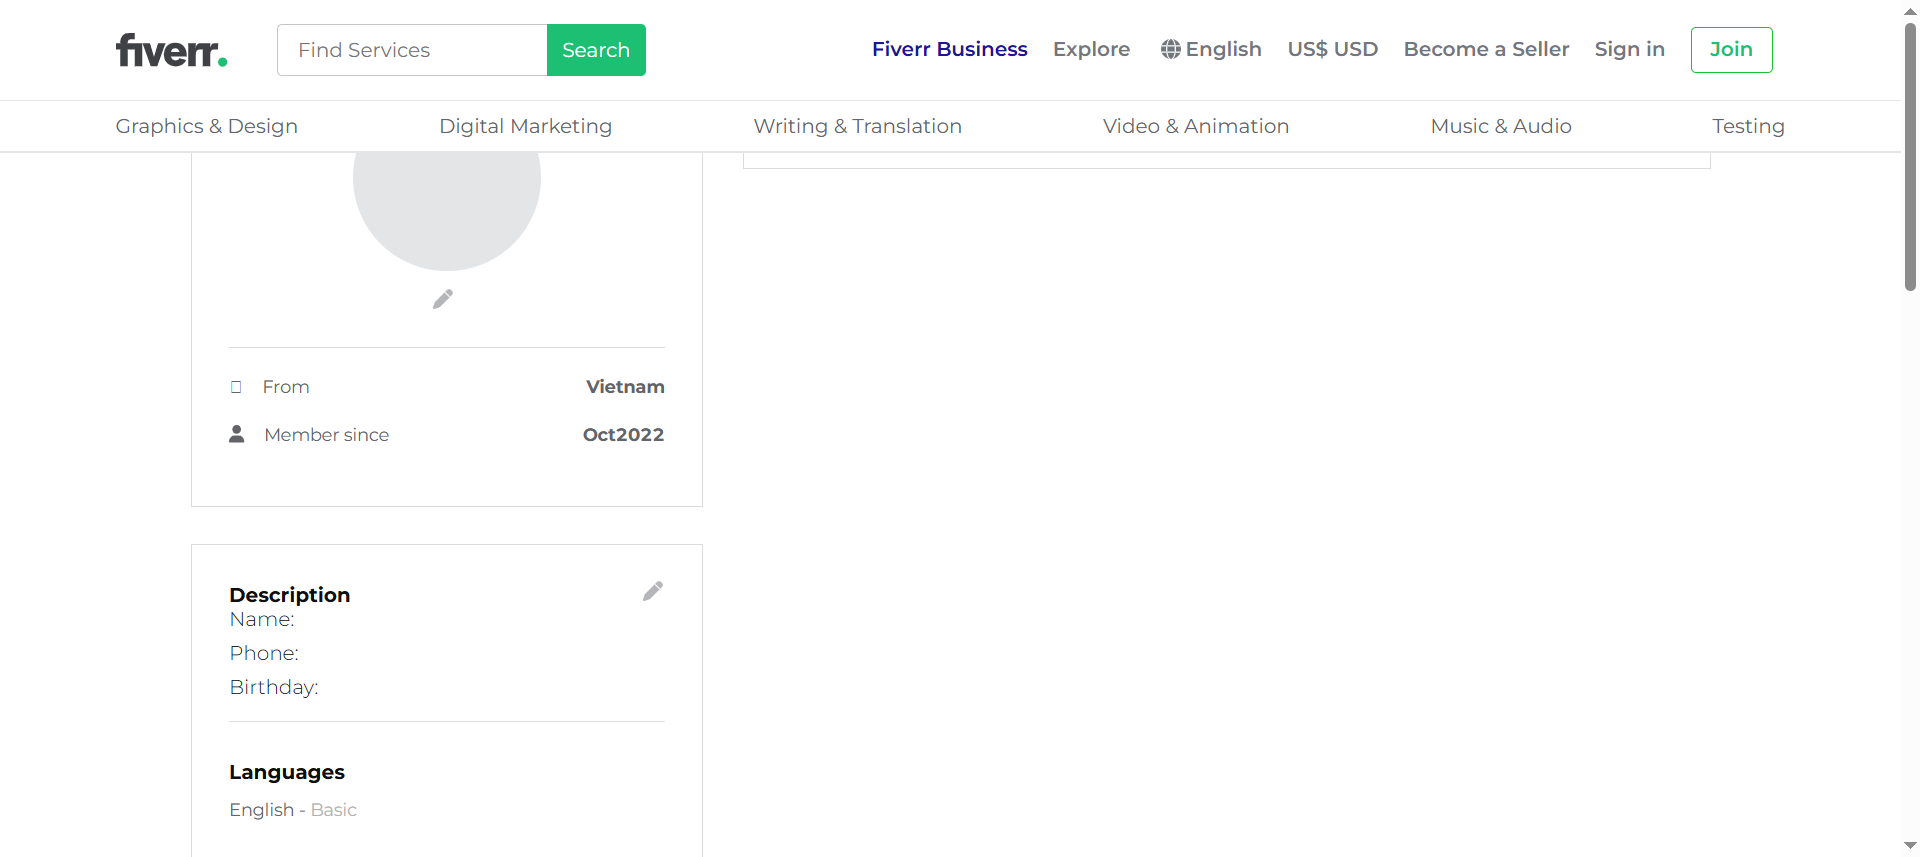 fiverr.
Find Services
Search
Fiverr Business
Explore
English
US$ USD
Become a Seller
Sign in
Join
Graphics & Design
Digital Marketing
Writing & Translation
Video & Animation
Music & Audio
Testing
From Vietnam
Member since Oct2022
Description
Name:
Phone:
Birthday:
Languages
English - Basic